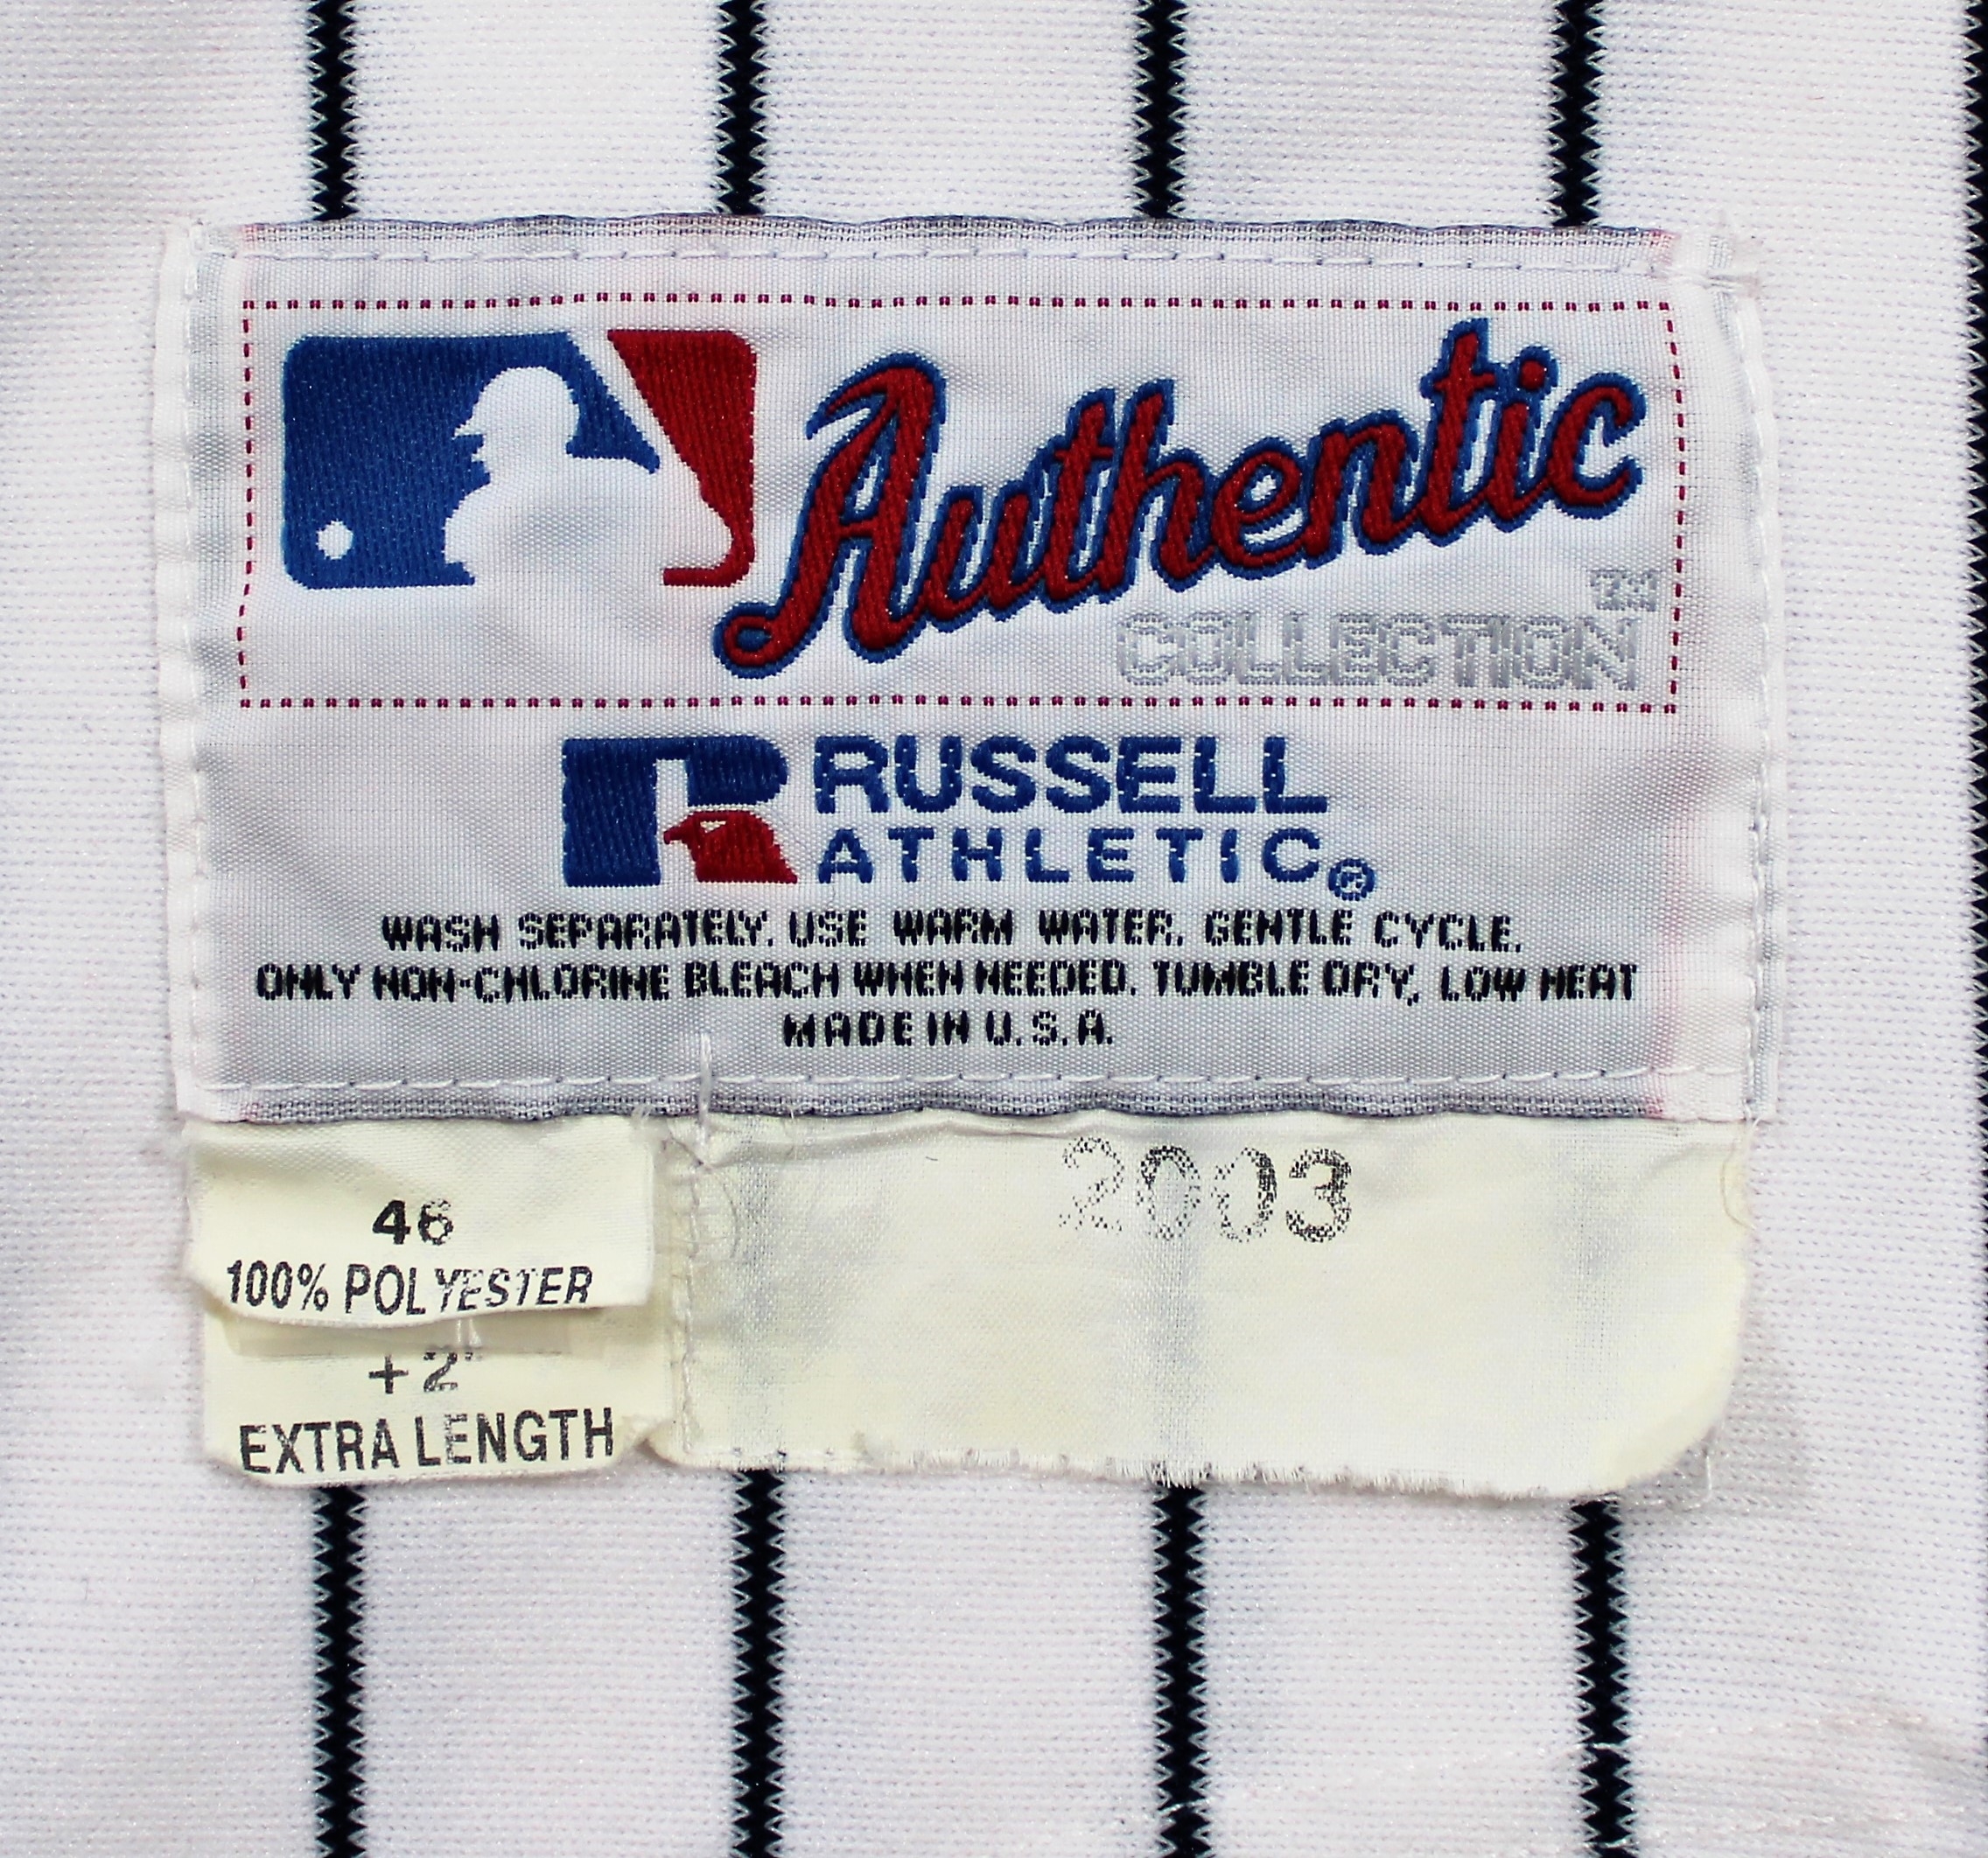 Authentic
COLLECTION™
RUSSELL
ATHLETIC®
WASH SEPARATELY. USE WARM WATER. GENTLE CYCLE.
ONLY NON-CHLORINE BLEACH WHEN NEEDED. TUMBLE DRY, LOW HEAT
MADE IN U.S.A.
2003
46
100% POLYESTER
+2"
EXTRA LENGTH